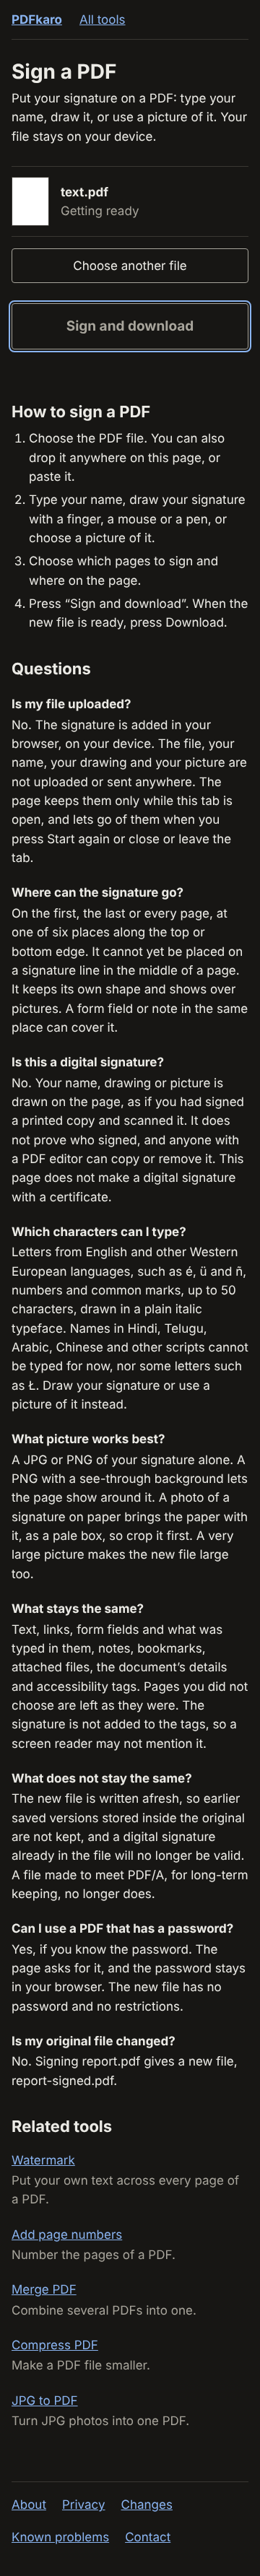 PDFkaro All tools
Sign a PDF
Put your signature on a PDF: type your
name, draw it, or use a picture of it. Your
file stays on your device.
text.pdf
Getting ready
Choose another file
Sign and download
How to sign a PDF
1. Choose the PDF file. You can also
drop it anywhere on this page, or
paste it.
2. Type your name, draw your signature
with a finger, a mouse or a pen, or
choose a picture of it.
3. Choose which pages to sign and
where on the page.
4. Press “Sign and download”. When the
new file is ready, press Download.
Questions
Is my file uploaded?
No. The signature is added in your
browser, on your device. The file, your
name, your drawing and your picture are
not uploaded or sent anywhere. The
page keeps them only while this tab is
open, and lets go of them when you
press Start again or close or leave the
tab.
Where can the signature go?
On the first, the last or every page, at
one of six places along the top or
bottom edge. It cannot yet be placed on
a signature line in the middle of a page.
It keeps its own shape and shows over
pictures. A form field or note in the same
place can cover it.
Is this a digital signature?
No. Your name, drawing or picture is
drawn on the page, as if you had signed
a printed copy and scanned it. It does
not prove who signed, and anyone with
a PDF editor can copy or remove it. This
page does not make a digital signature
with a certificate.
Which characters can I type?
Letters from English and other Western
European languages, such as é, ü and ñ,
numbers and common marks, up to 50
characters, drawn in a plain italic
typeface. Names in Hindi, Telugu,
Arabic, Chinese and other scripts cannot
be typed for now, nor some letters such
as Ł. Draw your signature or use a
picture of it instead.
What picture works best?
A JPG or PNG of your signature alone. A
PNG with a see-through background lets
the page show around it. A photo of a
signature on paper brings the paper with
it, as a pale box, so crop it first. A very
large picture makes the new file large
too.
What stays the same?
Text, links, form fields and what was
typed in them, notes, bookmarks,
attached files, the document’s details
and accessibility tags. Pages you did not
choose are left as they were. The
signature is not added to the tags, so a
screen reader may not mention it.
What does not stay the same?
The new file is written afresh, so earlier
saved versions stored inside the original
are not kept, and a digital signature
already in the file will no longer be valid.
A file made to meet PDF/A, for long-term
keeping, no longer does.
Can I use a PDF that has a password?
Yes, if you know the password. The
page asks for it, and the password stays
in your browser. The new file has no
password and no restrictions.
Is my original file changed?
No. Signing report.pdf gives a new file,
report-signed.pdf.
Related tools
Watermark
Put your own text across every page of
a PDF.
Add page numbers
Number the pages of a PDF.
Merge PDF
Combine several PDFs into one.
Compress PDF
Make a PDF file smaller.
JPG to PDF
Turn JPG photos into one PDF.
About Privacy Changes
Known problems Contact